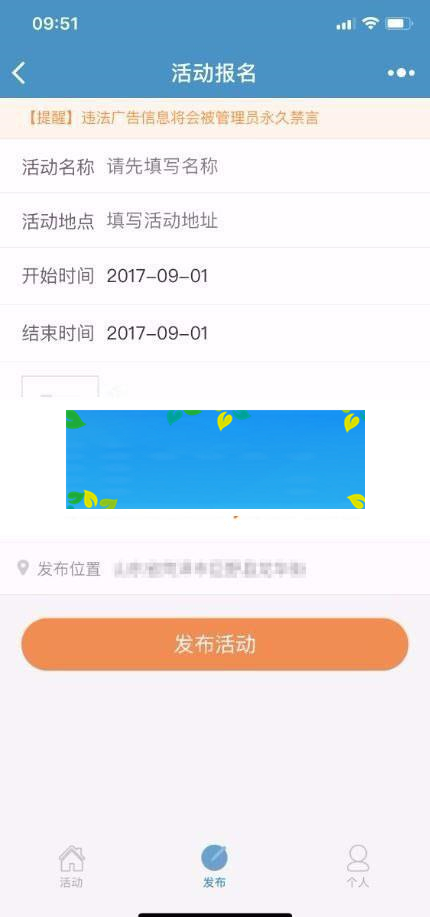 09:51
活动报名
【提醒】违法广告信息将会被管理员永久禁言
活动名称 请先填写名称
活动地点 填写活动地址
开始时间 2017-09-01
结束时间 2017-09-01
发布位置
发布活动
活动 发布 个人